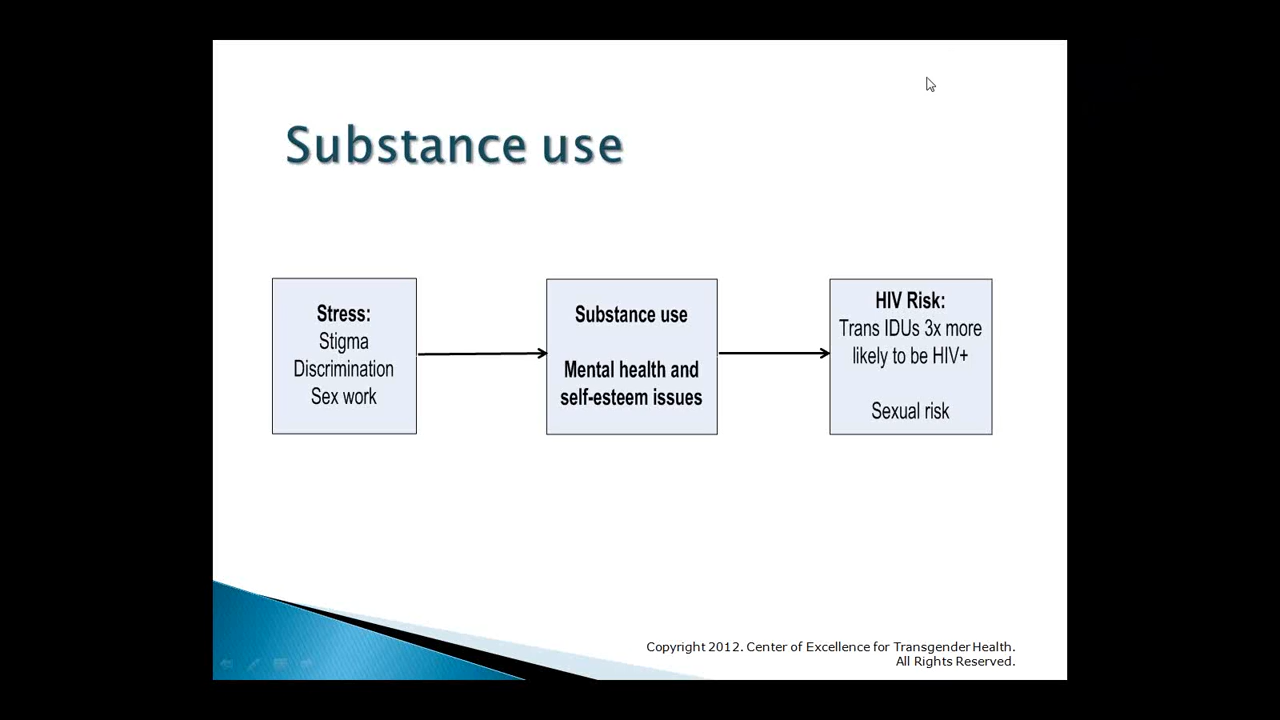 Substance use
Stress:
Stigma
Discrimination
Sex work
Substance use
Mental health and
self-esteem issues
HIV Risk:
Trans IDUs 3x more
likely to be HIV+
Sexual risk
Copyright 2012. Center of Excellence for Transgender Health.
All Rights Reserved.